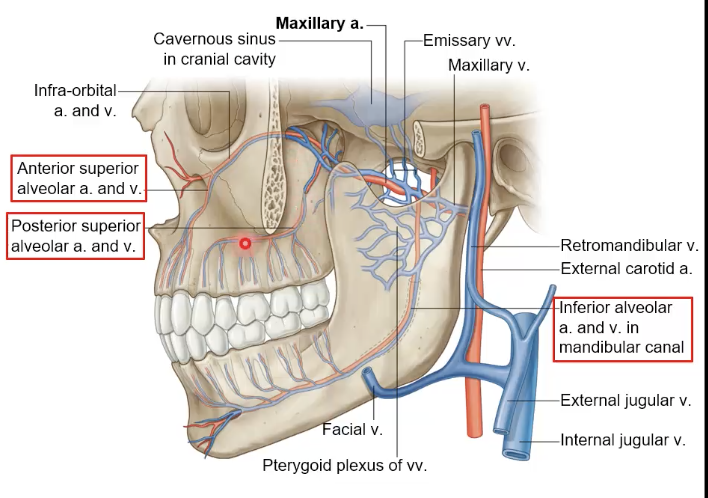 Maxillary a.
Cavernous sinus
in cranial cavity
Emissary vv.
Maxillary v.
Infra-orbital
a. and v.
Anterior superior
alveolar a. and v.
Posterior superior
alveolar a. and v.
Retromandibular v.
External carotid a.
Inferior alveolar
a. and v. in
mandibular canal
External jugular v.
Facial v.
Internal jugular v.
Pterygoid plexus of vv.